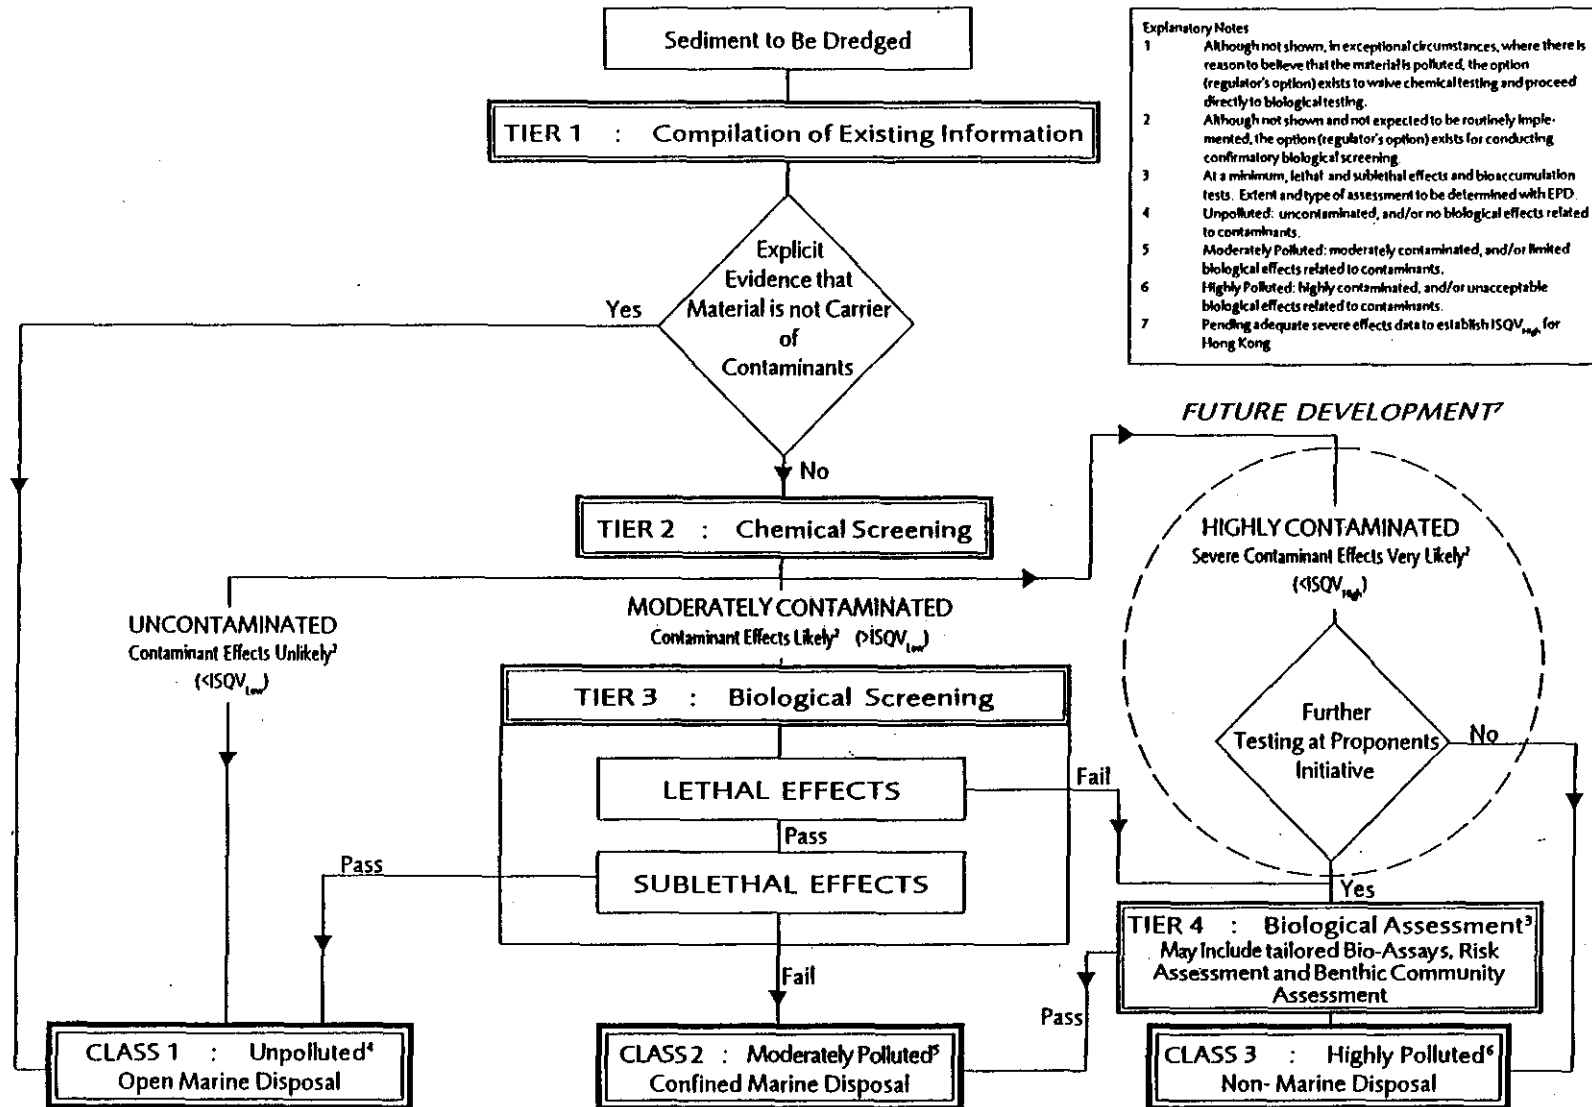 Sediment to Be Dredged
TIER 1 : Compilation of Existing Information
Explicit
Evidence that
Material is not Carrier
of
Contaminants
Yes
No
Explanatory Notes
1 Although not shown, in exceptional circumstances, where there is
reason to believe that the material is polluted, the option
(regulator's option) exists to waive chemical testing and proceed
directly to biological testing.
2 Although not shown and not expected to be routinely imple-
mented, the option (regulator's option) exists for conducting
confirmatory biological screening
3 At a minimum, lethal and sublethal effects and bioaccumulation
tests. Extent and type of assessment to be determined with EPD
4 Unpolluted: uncontaminated, and/or no biological effects related
to contaminants.
5 Moderately Polluted: moderately contaminated, and/or limited
biological effects related to contaminants.
6 Highly Polluted: highly contaminated, and/or unacceptable
biological effects related to contaminants.
7 Pending adequate severe effects data to establish ISQV High for
Hong Kong
FUTURE DEVELOPMENT7
TIER 2 : Chemical Screening
HIGHLY CONTAMINATED
Severe Contaminant Effects Very Likely2
(<ISQV High)
UNCONTAMINATED
Contaminant Effects Unlikely2
(<ISQV Low)
MODERATELY CONTAMINATED
Contaminant Effects Likely2 (>ISQV Low)
TIER 3 : Biological Screening
Further
Testing at Proponents
Initiative
No
LETHAL EFFECTS
Fail
Pass
SUBLETHAL EFFECTS
Pass
Yes
Fail
TIER 4 : Biological Assessment3
May include tailored Bio-Assays, Risk
Assessment and Benthic Community
Assessment
Pass
CLASS 1 : Unpolluted4
Open Marine Disposal
CLASS 2 : Moderately Polluted5
Confined Marine Disposal
CLASS 3 : Highly Polluted6
Non- Marine Disposal